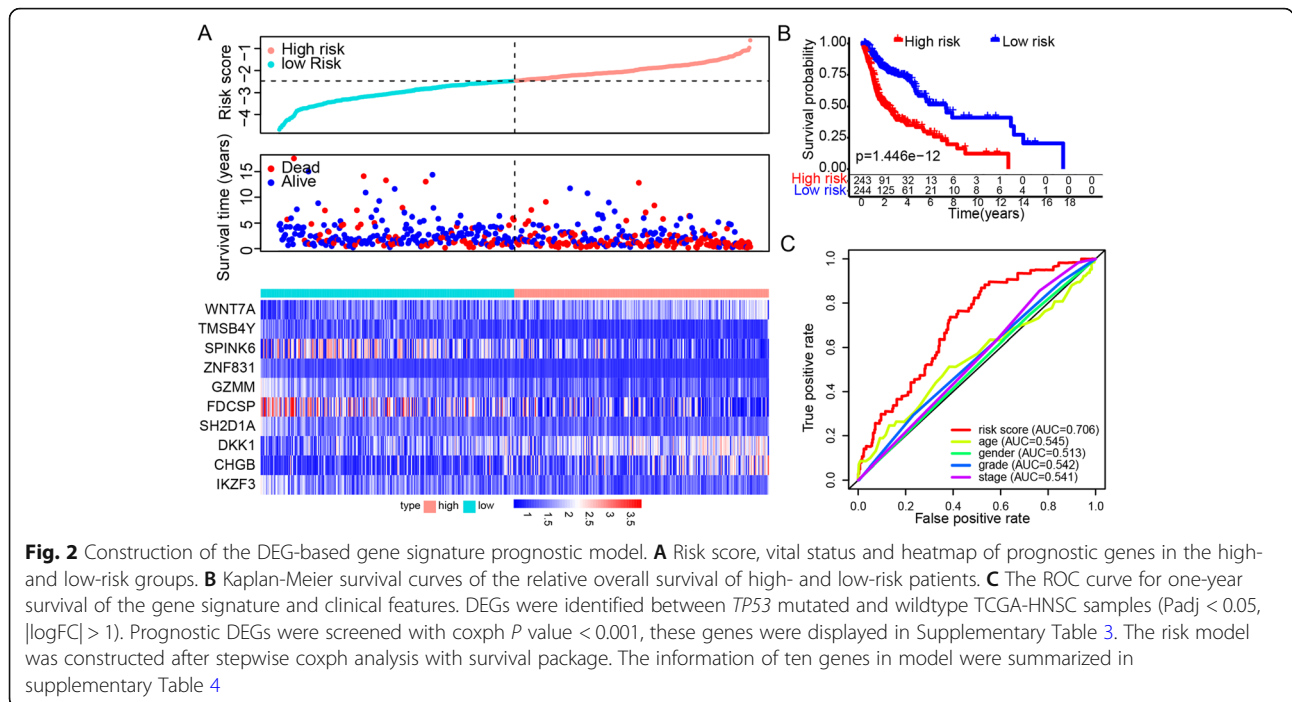 A
High risk
low Risk
Risk score
−1
−2
−3
−4
Dead
Alive
Survival time (years)
15
10
5
0
WNT7A
TMSB4Y
SPINK6
ZNF831
GZMM
FDCSP
SH2D1A
DKK1
CHGB
IKZF3
type high low
1 1.5 2 2.5 3 3.5
B
High risk Low risk
Survival probability
1.00
0.75
0.50
0.25
0.00
p=1.446e−12
High risk 243 91 32 13 6 3 1 0 0 0 0
Low risk 244 125 61 21 10 8 6 4 1 0 0
0 2 4 6 8 10 12 14 16 18
Time(years)
C
True positive rate
1.0
0.8
0.6
0.4
0.2
0.0
risk score (AUC=0.706)
age (AUC=0.545)
gender (AUC=0.513)
grade (AUC=0.542)
stage (AUC=0.541)
0.0 0.2 0.4 0.6 0.8 1.0
False positive rate
Fig. 2 Construction of the DEG-based gene signature prognostic model. A Risk score, vital status and heatmap of prognostic genes in the high-
and low-risk groups. B Kaplan-Meier survival curves of the relative overall survival of high- and low-risk patients. C The ROC curve for one-year
survival of the gene signature and clinical features. DEGs were identified between TP53 mutated and wildtype TCGA-HNSC samples (Padj < 0.05,
|logFC| > 1). Prognostic DEGs were screened with coxph P value < 0.001, these genes were displayed in Supplementary Table 3. The risk model
was constructed after stepwise coxph analysis with survival package. The information of ten genes in model were summarized in
supplementary Table 4